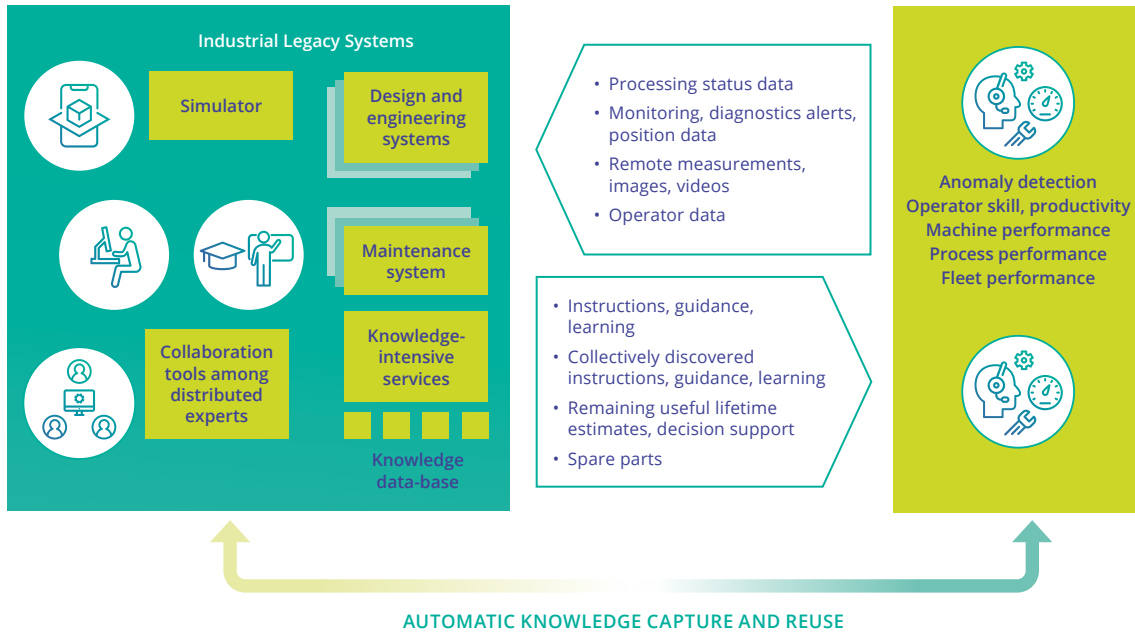 Industrial Legacy Systems
Simulator
Design and
engineering
systems
Maintenance
system
Collaboration
tools among
distributed
experts
Knowledge-
intensive
services
Knowledge
data-base
• Processing status data
• Monitoring, diagnostics alerts,
position data
• Remote measurements,
images, videos
• Operator data
• Instructions, guidance,
learning
• Collectively discovered
instructions, guidance, learning
• Remaining useful lifetime
estimates, decision support
• Spare parts
Anomaly detection
Operator skill, productivity
Machine performance
Process performance
Fleet performance
AUTOMATIC KNOWLEDGE CAPTURE AND REUSE